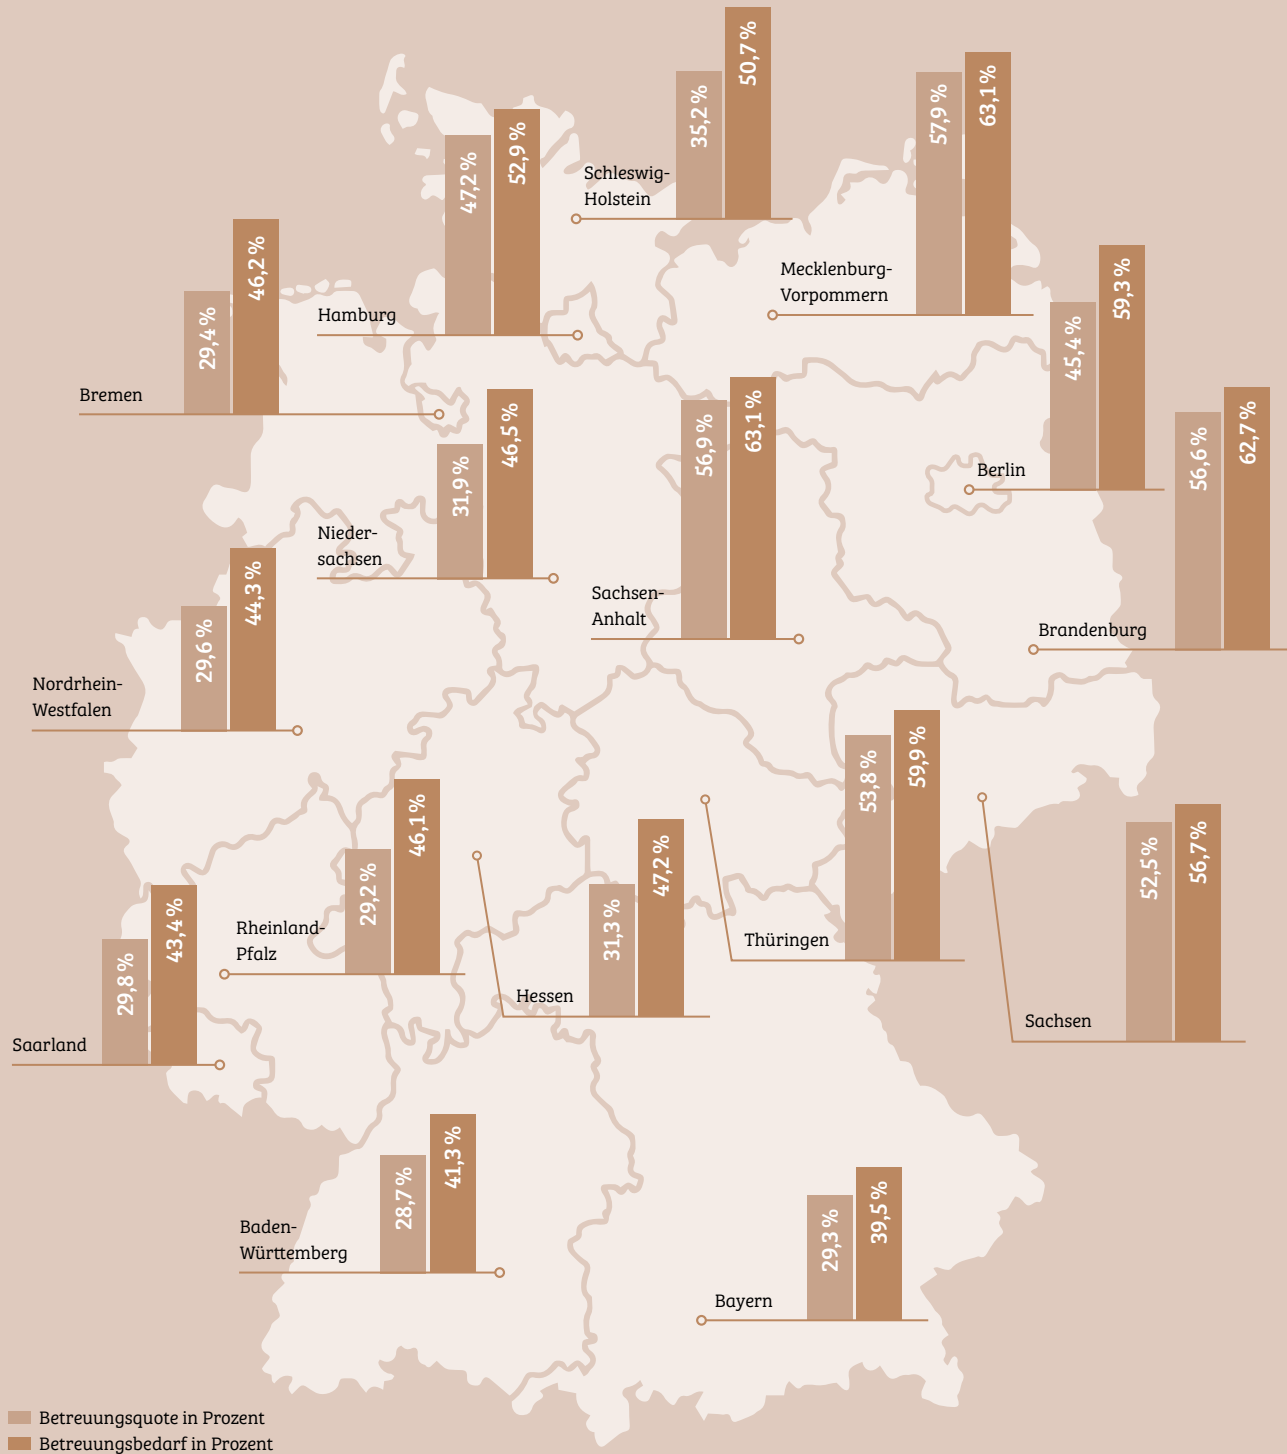 35,2 %
50,7 %
Schleswig-
Holstein
57,9 %
63,1 %
Mecklenburg-
Vorpommern
47,2 %
52,9 %
Hamburg
29,4 %
46,2 %
Bremen
45,4 %
59,3 %
Berlin
31,9 %
46,5 %
Nieder-
sachsen
56,9 %
63,1 %
Sachsen-
Anhalt
56,6 %
62,7 %
Brandenburg
29,6 %
44,3 %
Nordrhein-
Westfalen
53,8 %
59,9 %
Thüringen
29,2 %
46,1 %
Rheinland-
Pfalz
31,3 %
47,2 %
Hessen
52,5 %
56,7 %
Sachsen
29,8 %
43,4 %
Saarland
28,7 %
41,3 %
Baden-
Württemberg
29,3 %
39,5 %
Bayern
Betreuungsquote in Prozent
Betreuungsbedarf in Prozent